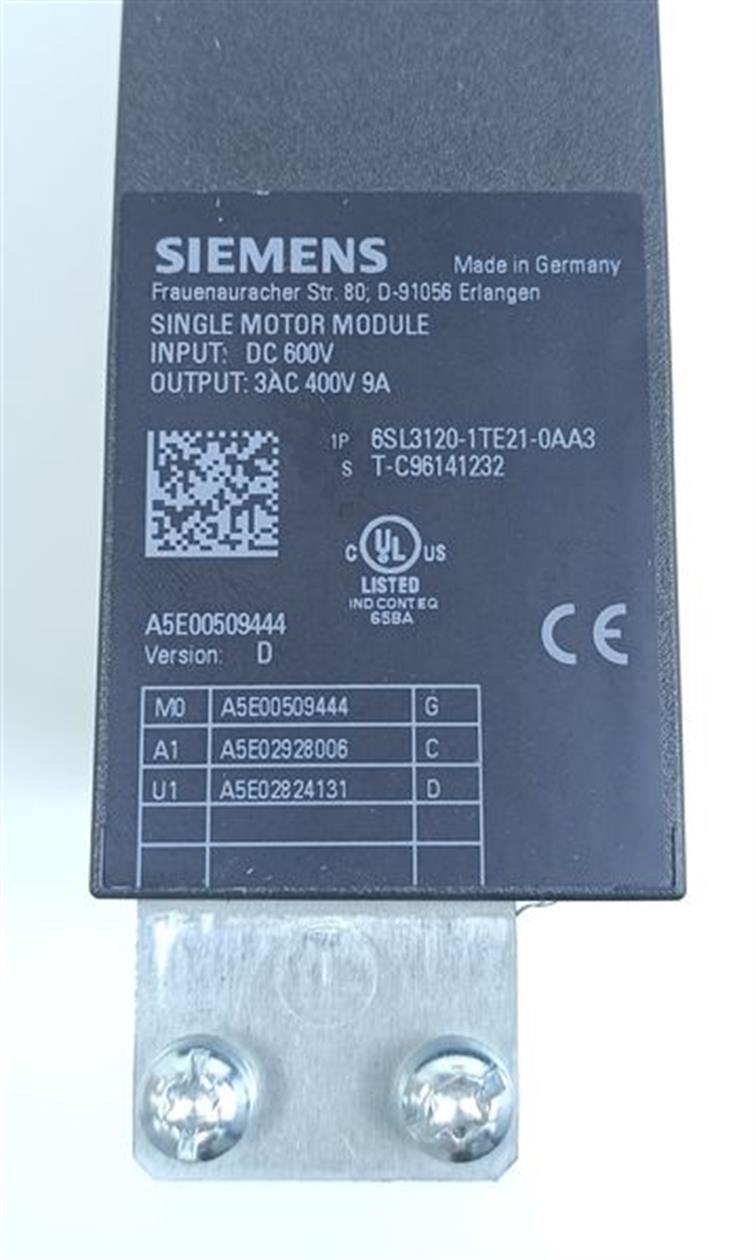 SIEMENS Made in Germany
Frauenauracher Str. 80; D-91056 Erlangen
SINGLE MOTOR MODULE
INPUT: DC 600V
OUTPUT: 3AC 400V 9A
1P 6SL3120-1TE21-0AA3
S T-C96141232
C UL US
LISTED
IND CONT EQ
65BA
A5E00509444
Version: D
CE
M0 A5E00509444 G
A1 A5E02928006 C
U1 A5E02824131 D